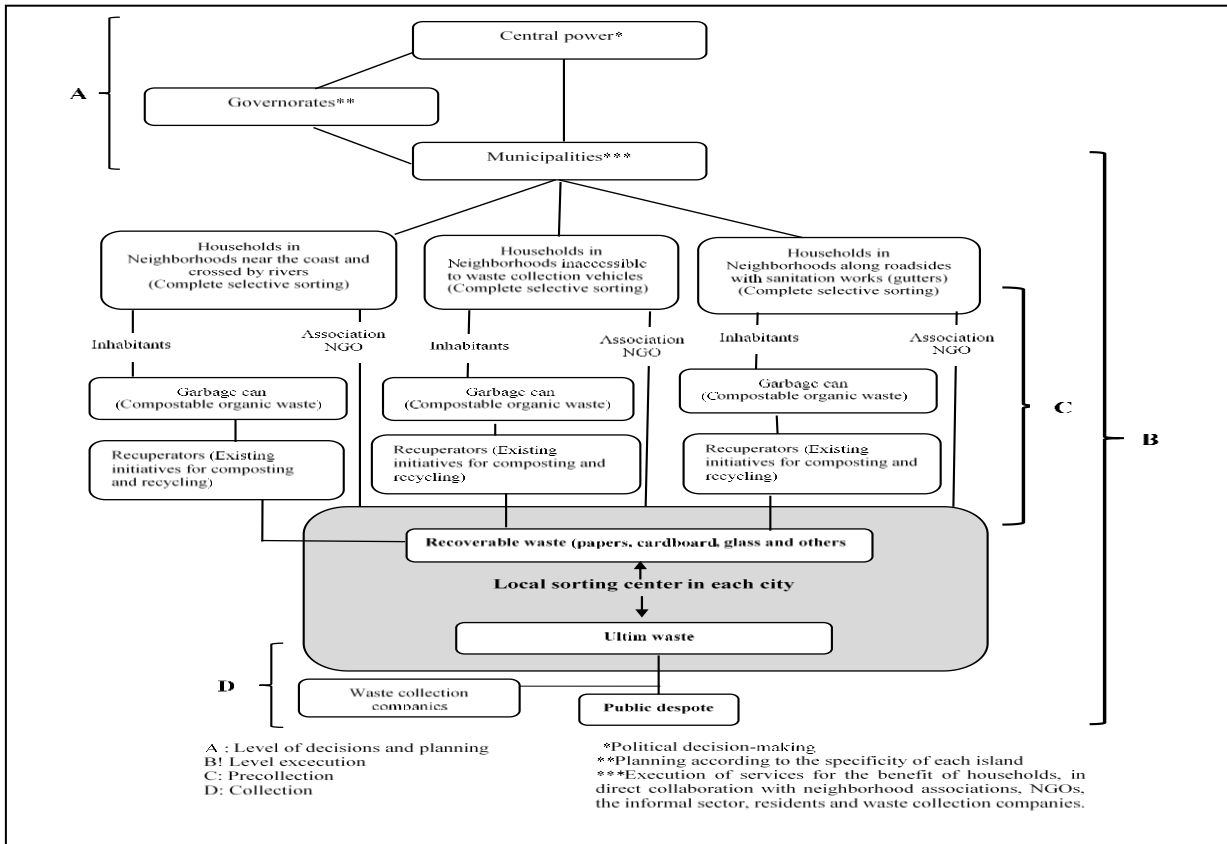 Central power*
A
Governorates**
Municipalities***
Households in
Neighborhoods near the coast and
crossed by rivers
(Complete selective sorting)
Households in
Neighborhoods inaccessible
to waste collection vehicles
(Complete selective sorting)
Households in
Neighborhoods along roadsides
with sanitation works (gutters)
(Complete selective sorting)
Inhabitants
Association
NGO
Inhabitants
Association
NGO
Inhabitants
Association
NGO
Garbage can
(Compostable organic waste)
Garbage can
(Compostable organic waste)
Garbage can
(Compostable organic waste)
C
B
Recuperators (Existing
initiatives for composting
and recycling)
Recuperators (Existing
initiatives for composting and
recycling)
Recuperators (Existing
initiatives for composting and
recycling)
Recoverable waste (papers, cardboard, glass and others
Local sorting center in each city
Ultim waste
D
Waste collection
companies
Public despote
A : Level of decisions and planning
B! Level excecution
C: Precollection
D: Collection
*Political decision-making
**Planning according to the specificity of each island
***Execution of services for the benefit of households, in
direct collaboration with neighborhood associations, NGOs,
the informal sector, residents and waste collection companies.